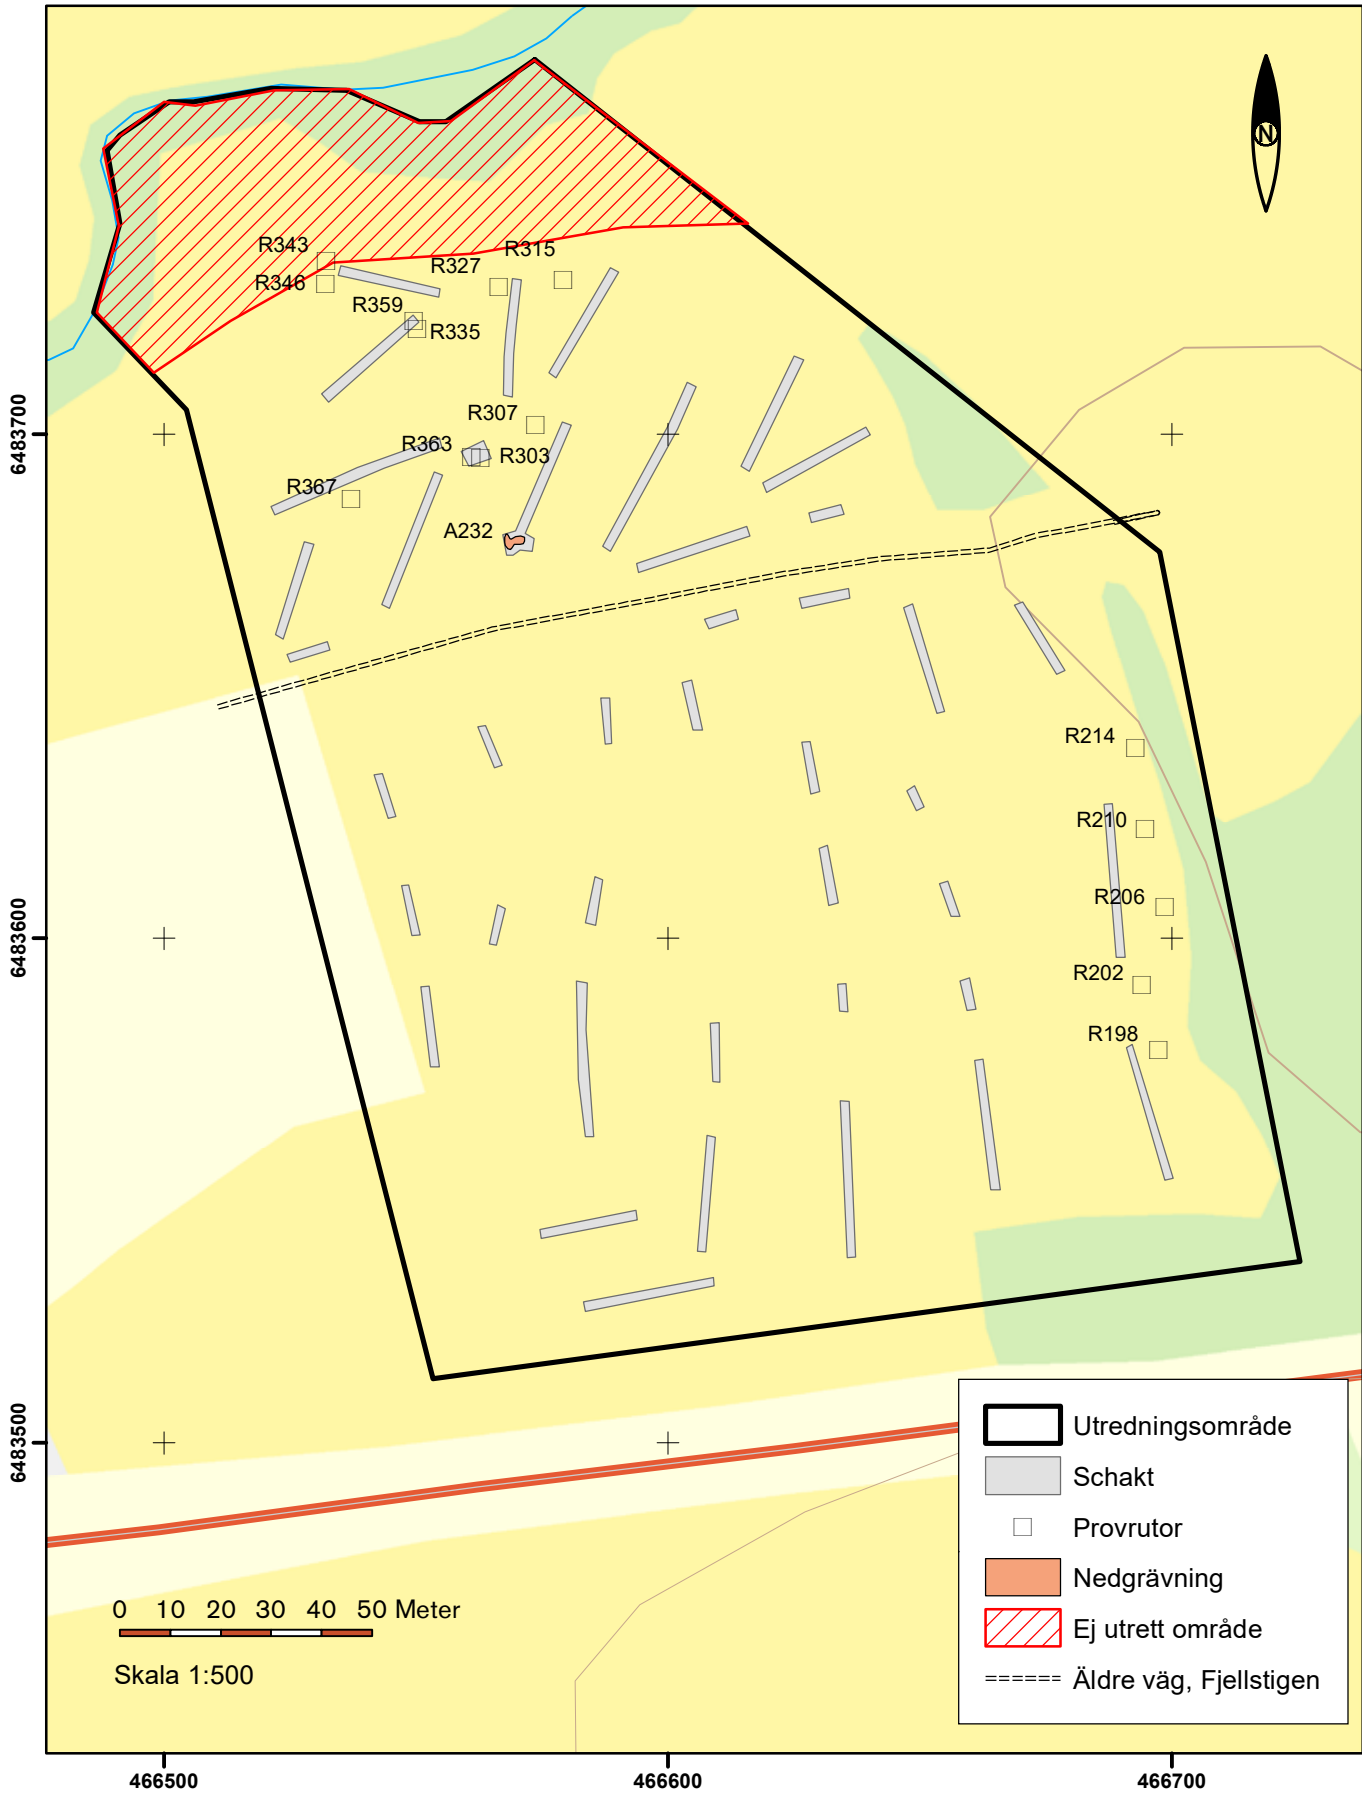 N
R343
R315
R327
R346
R359
R335
R307
R363
R303
R367
A232
R214
R210
R206
R202
R198
6483700
6483600
6483500
Utredningsområde
Schakt
Provrutor
Nedgrävning
Ej utrett område
Äldre väg, Fjellstigen
0 10 20 30 40 50 Meter
Skala 1:500
466500
466600
466700